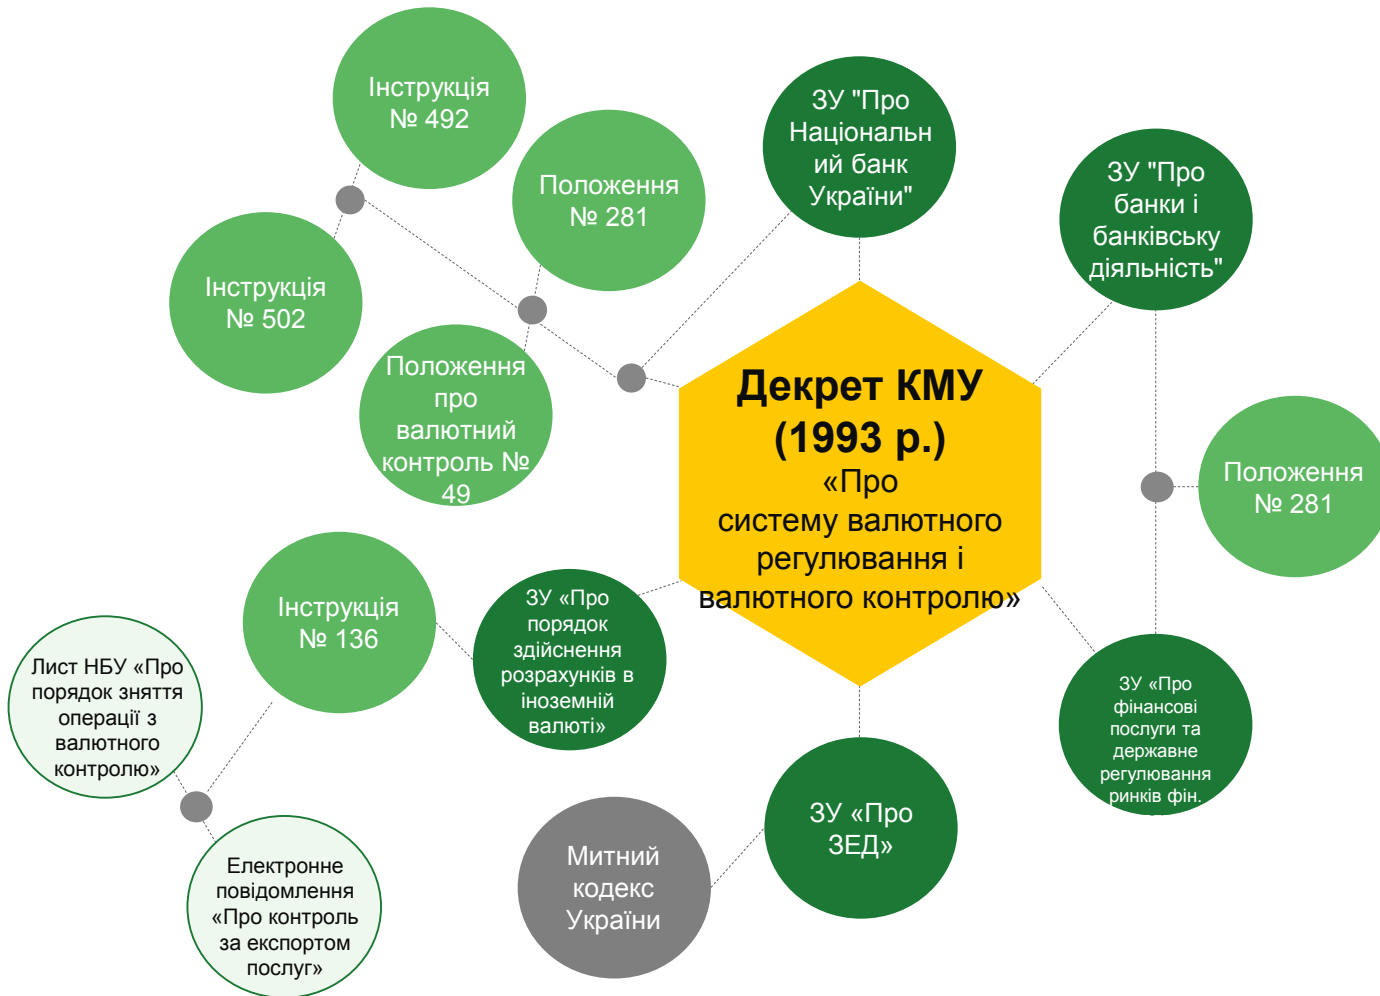 Інструкція
№ 492
ЗУ "Про
Національн
ий банк
України"
Положення
№ 281
ЗУ "Про
банки і
банківську
діяльність"
Інструкція
№ 502
Положення
про
валютний
контроль №
49
Декрет КМУ
(1993 р.)
«Про
систему валютного
регулювання і
валютного контролю»
Положення
№ 281
Інструкція
№ 136
ЗУ «Про
порядок
здійснення
розрахунків в
іноземній
валюті»
Лист НБУ «Про
порядок зняття
операції з
валютного
контролю»
ЗУ «Про
фінансові
послуги та
державне
регулювання
ринків фін.
ЗУ «Про
ЗЕД»
Митний
кодекс
України
Електронне
повідомлення
«Про контроль
за експортом
послуг»